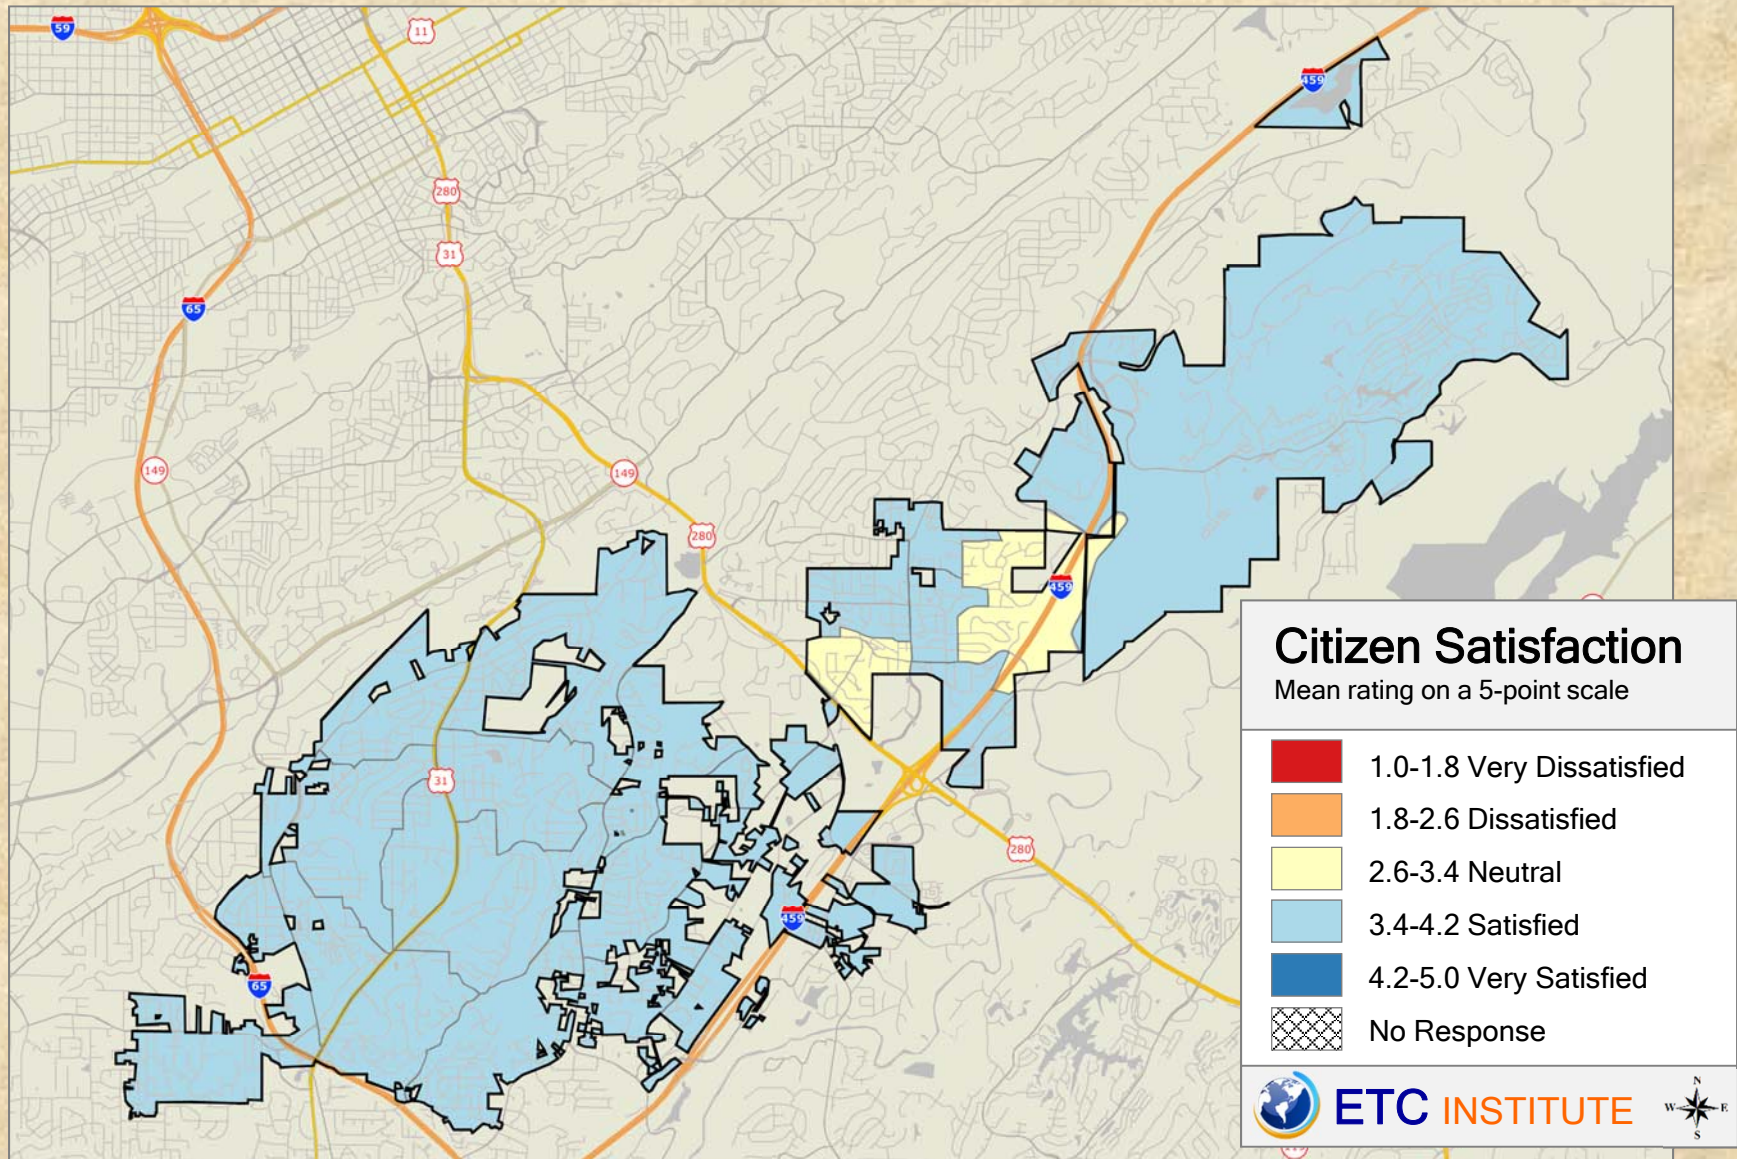 59
11
459
280
31
65
149
149
280
459
31
280
459
65
Citizen Satisfaction
Mean rating on a 5-point scale
1.0-1.8 Very Dissatisfied
1.8-2.6 Dissatisfied
2.6-3.4 Neutral
3.4-4.2 Satisfied
4.2-5.0 Very Satisfied
No Response
ETC INSTITUTE
N
W E
S